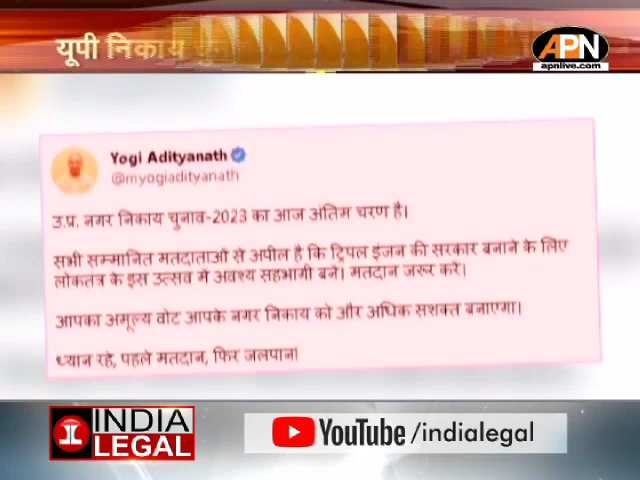 यूपी निकाय
APN
apnlive.com
Yogi Adityanath
@myogiadityanath
उ.प्र. नगर निकाय चुनाव-2023 का आज अंतिम चरण है।
सभी सम्मानित मतदाताओं से अपील है कि ट्रिपल इंजन की सरकार बनाने के लिए
लोकतंत्र के इस उत्सव में अवश्य सहभागी बनें। मतदान जरूर करें।
आपका अमूल्य वोट आपके नगर निकाय को और अधिक सशक्त बनाएगा।
ध्यान रहे, पहले मतदान, फिर जलपान!
INDIA
LEGAL
YouTube /indialegal